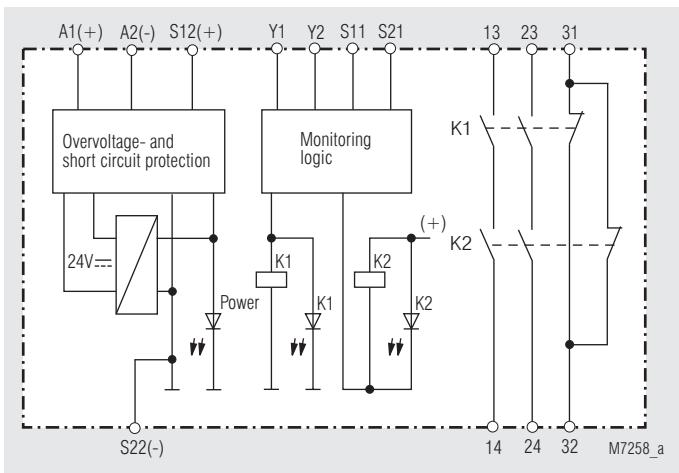 A1(+) A2(-) S12(+) Y1 Y2 S11 S21 13 23 31
Overvoltage- and
short circuit protection
Monitoring
logic
K1
(+)
K2
24V
K1
K2
Power
K1
K2
S22(-)
14 24 32
M7258_a